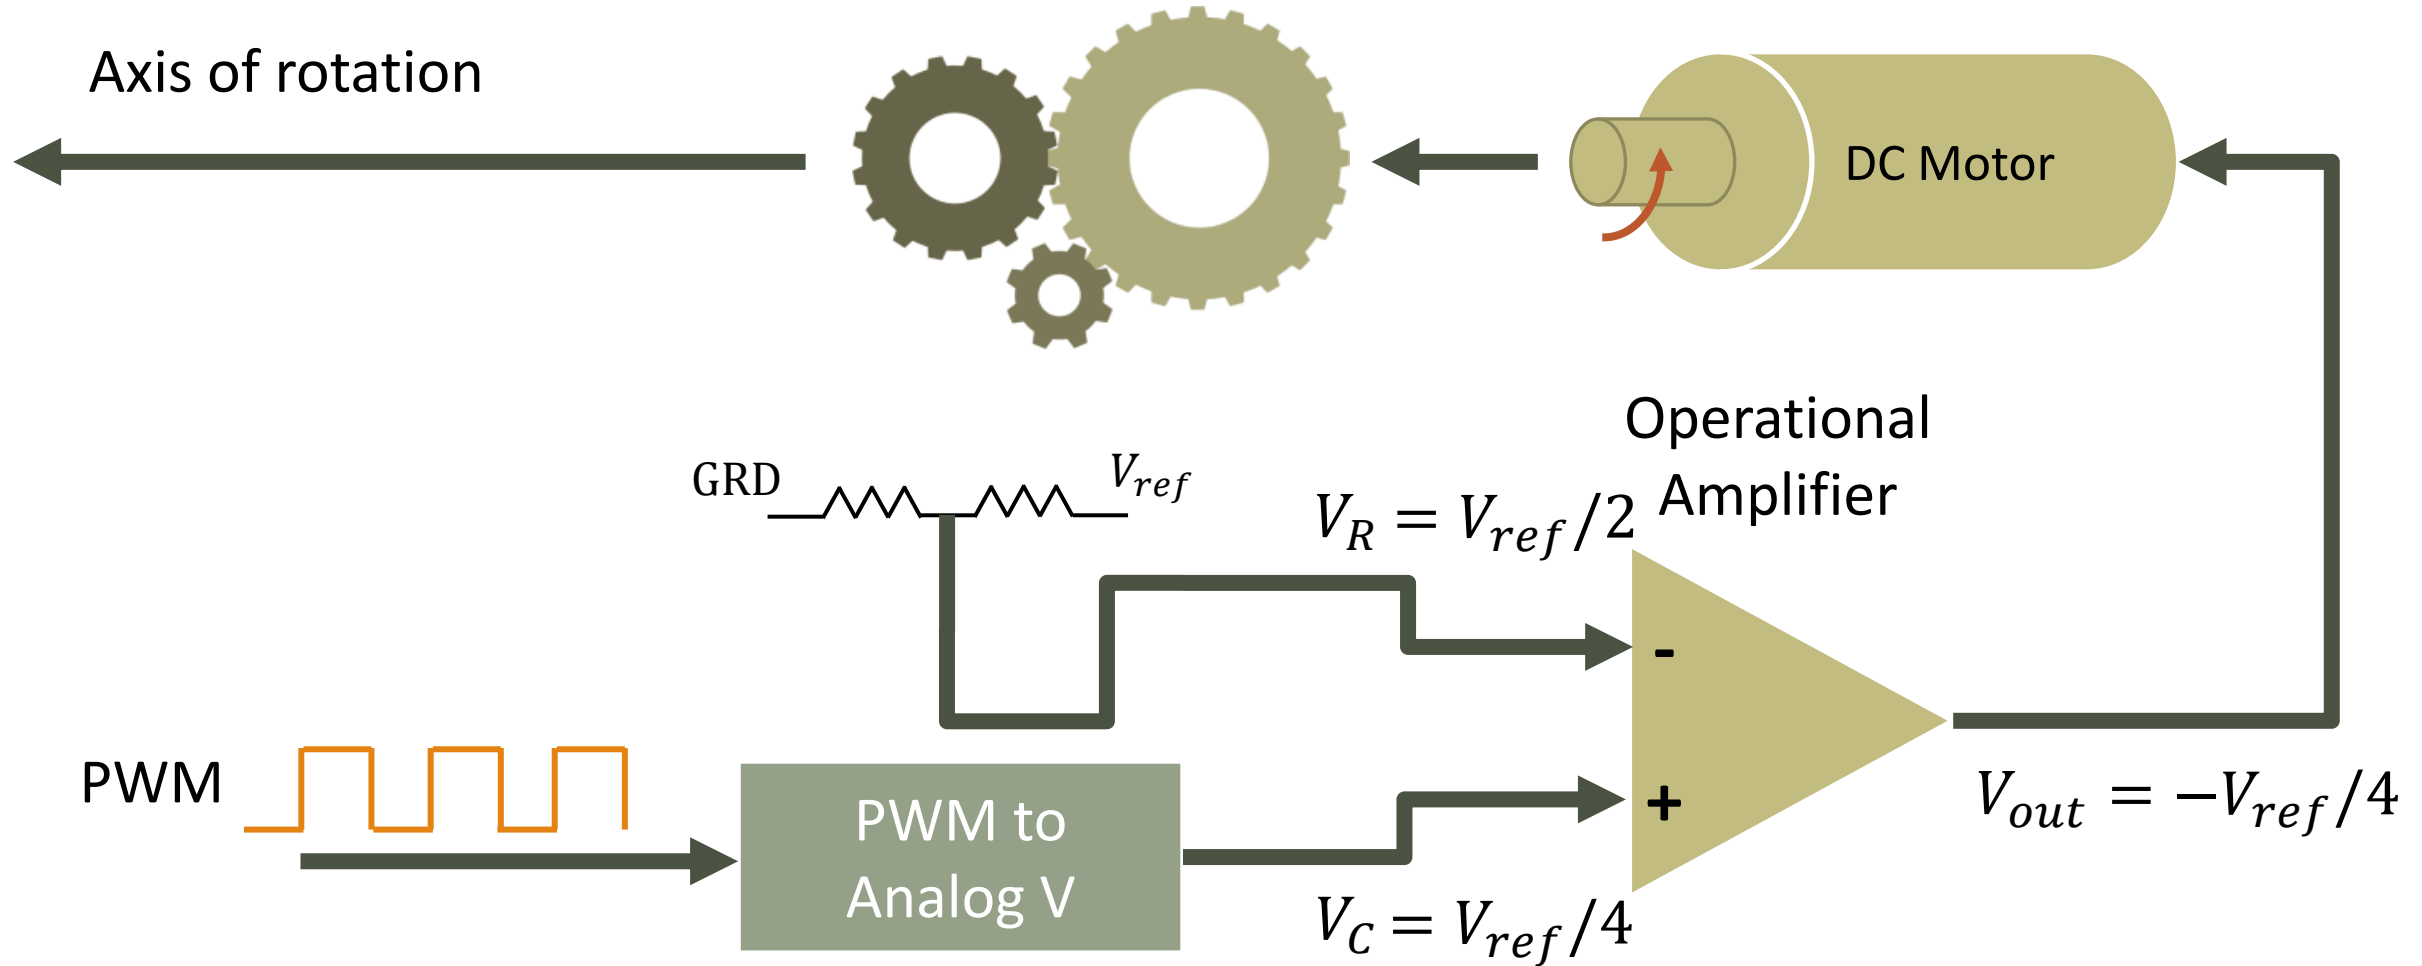 Axis of rotation
DC Motor
Operational
Amplifier
GRD
V_ref
V_R = V_ref/2
-
PWM
PWM to
Analog V
+
V_C = V_ref/4
V_out = −V_ref/4